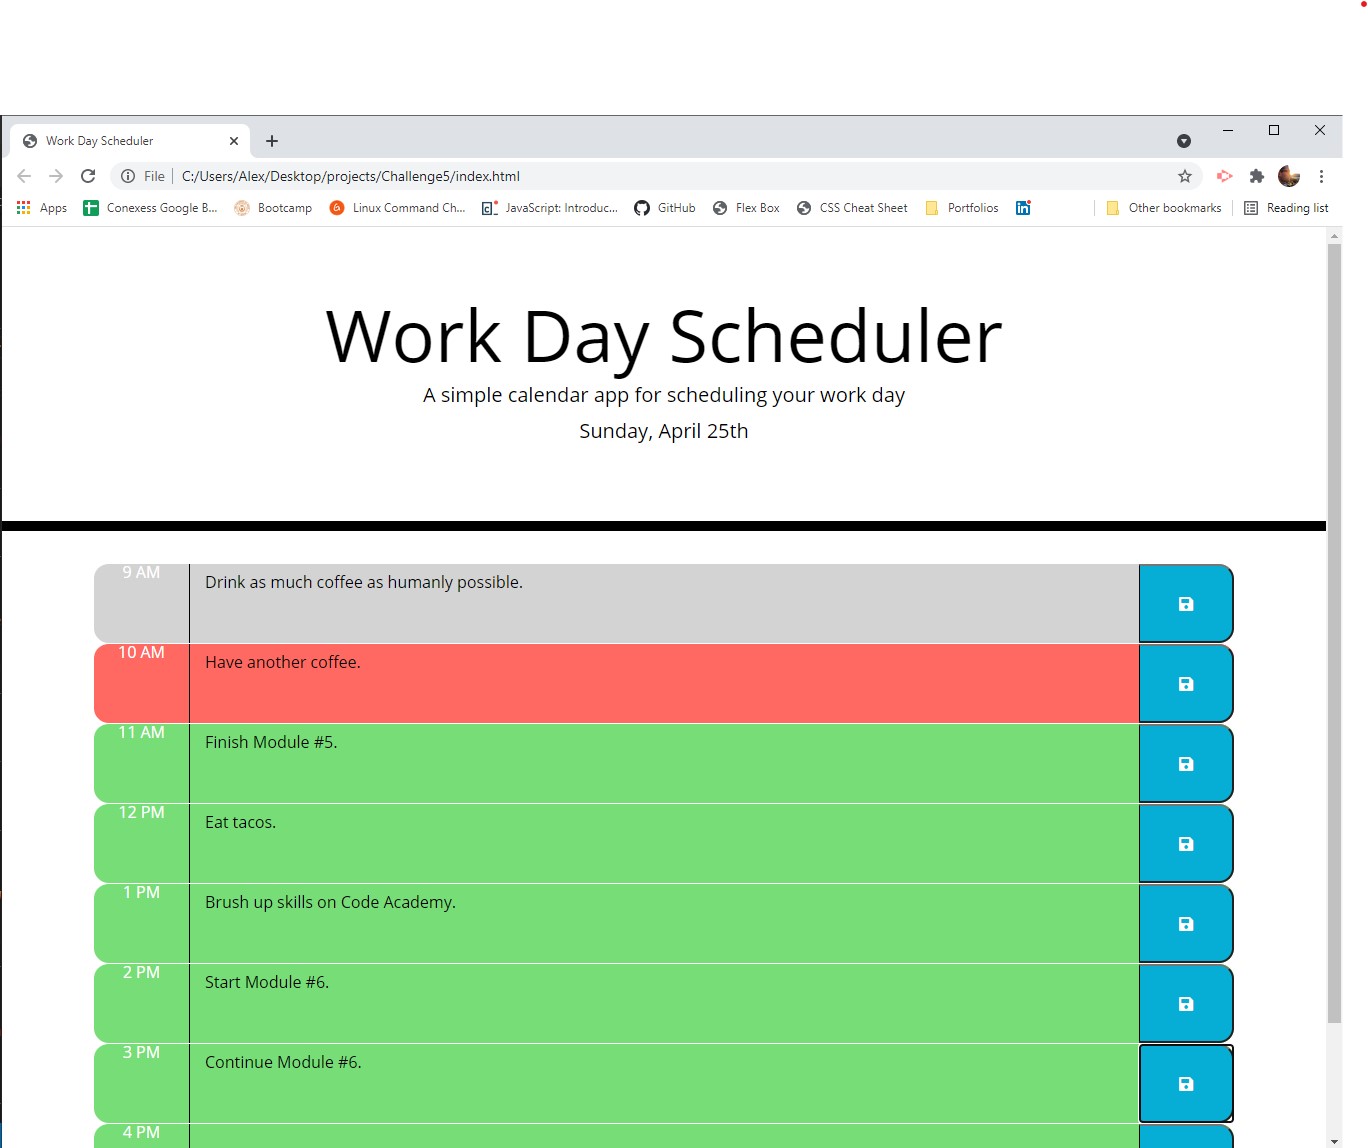 Work Day Scheduler
File C:/Users/Alex/Desktop/projects/Challenge5/index.html
Apps Conexess Google B... Bootcamp Linux Command Ch... JavaScript: Introduc... GitHub Flex Box CSS Cheat Sheet Portfolios Other bookmarks Reading list
Work Day Scheduler
A simple calendar app for scheduling your work day
Sunday, April 25th
9 AM Drink as much coffee as humanly possible.
10 AM Have another coffee.
11 AM Finish Module #5.
12 PM Eat tacos.
1 PM Brush up skills on Code Academy.
2 PM Start Module #6.
3 PM Continue Module #6.
4 PM